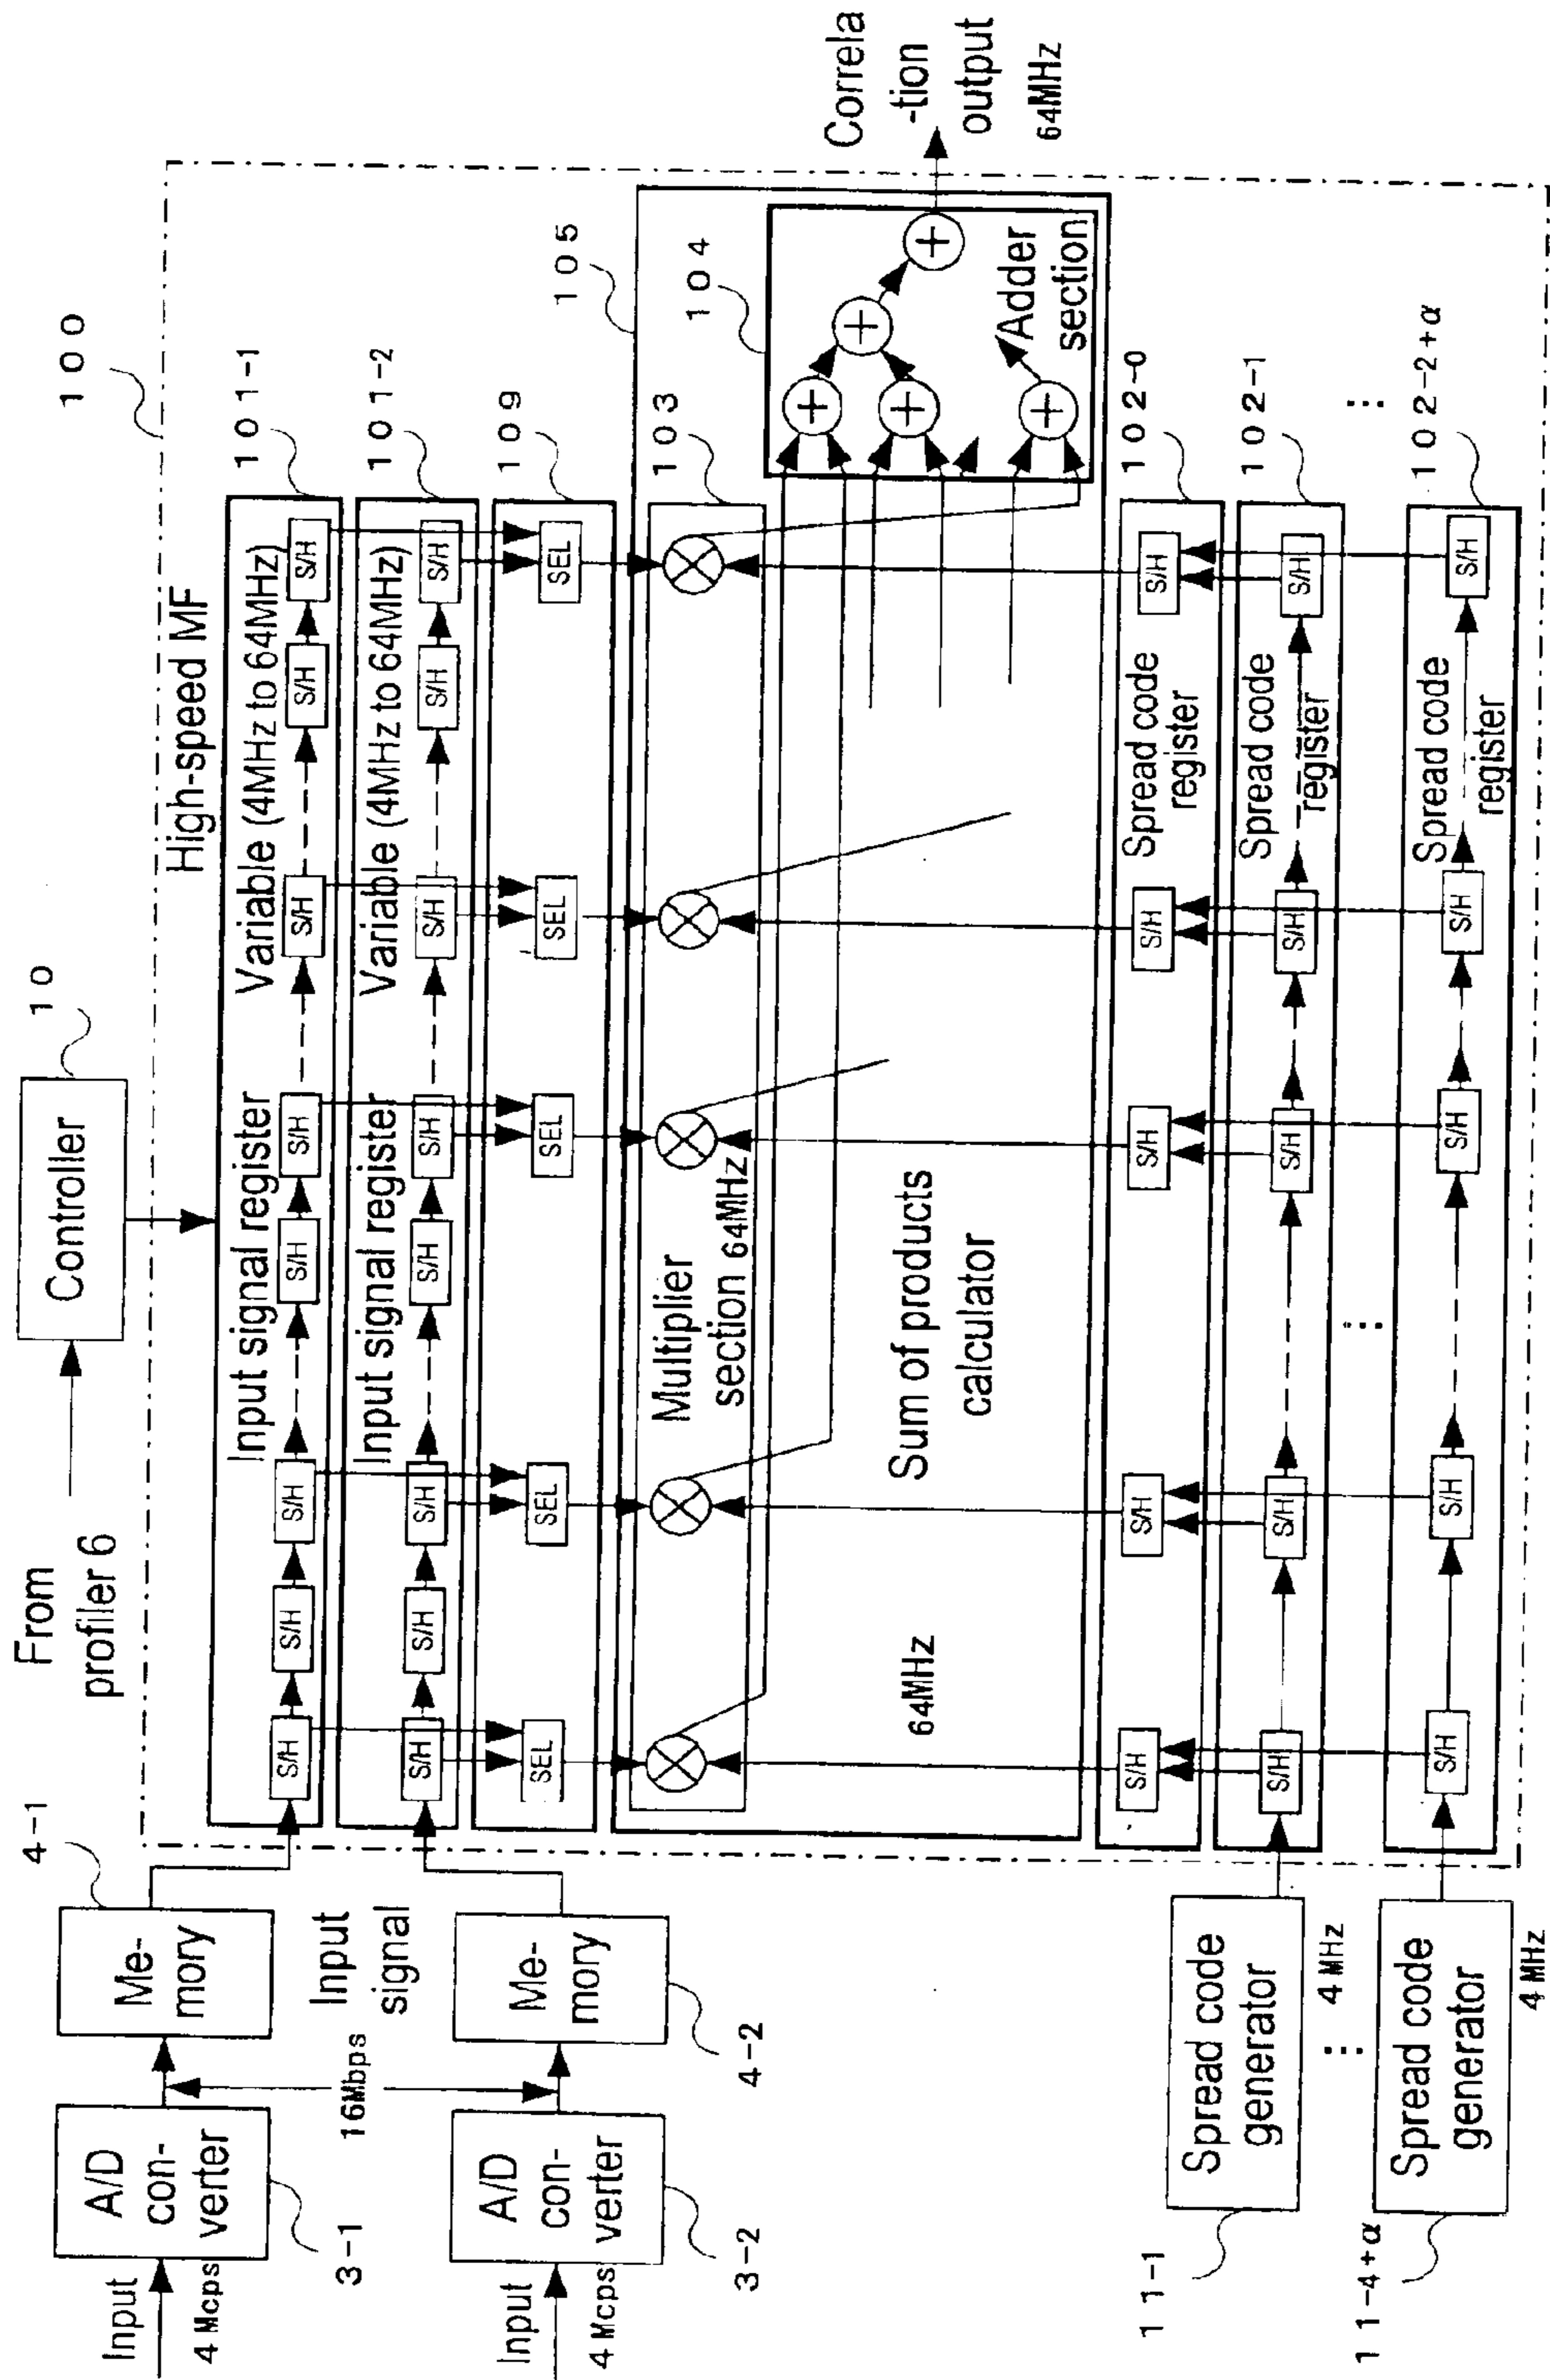 From
profiler 6
Controller
10
100
High-speed MF
Input
4 Mcps
A/D
con-
verter
3-1
Me-
mory
4-1
16Mbps
Input
signal
Input
4 Mcps
A/D
con-
verter
3-2
Me-
mory
4-2
Input signal register Variable (4MHz to 64MHz)
101-1
S/H S/H S/H S/H S/H S/H S/H S/H
Input signal register Variable (4MHz to 64MHz)
101-2
S/H S/H S/H S/H S/H S/H S/H S/H
109
SEL SEL SEL SEL SEL
105
103
Multiplier
section 64MHz
104
Adder
section
Correla
-tion
output
64MHz
64MHz
Sum of products
calculator
102-0
Spread code
register
S/H S/H S/H S/H S/H
102-1
Spread code
register
S/H S/H S/H S/H S/H
102-2+α
Spread code
register
S/H S/H S/H S/H S/H
Spread code
generator
4 MHz
11-1
Spread code
generator
4 MHz
11-4+α